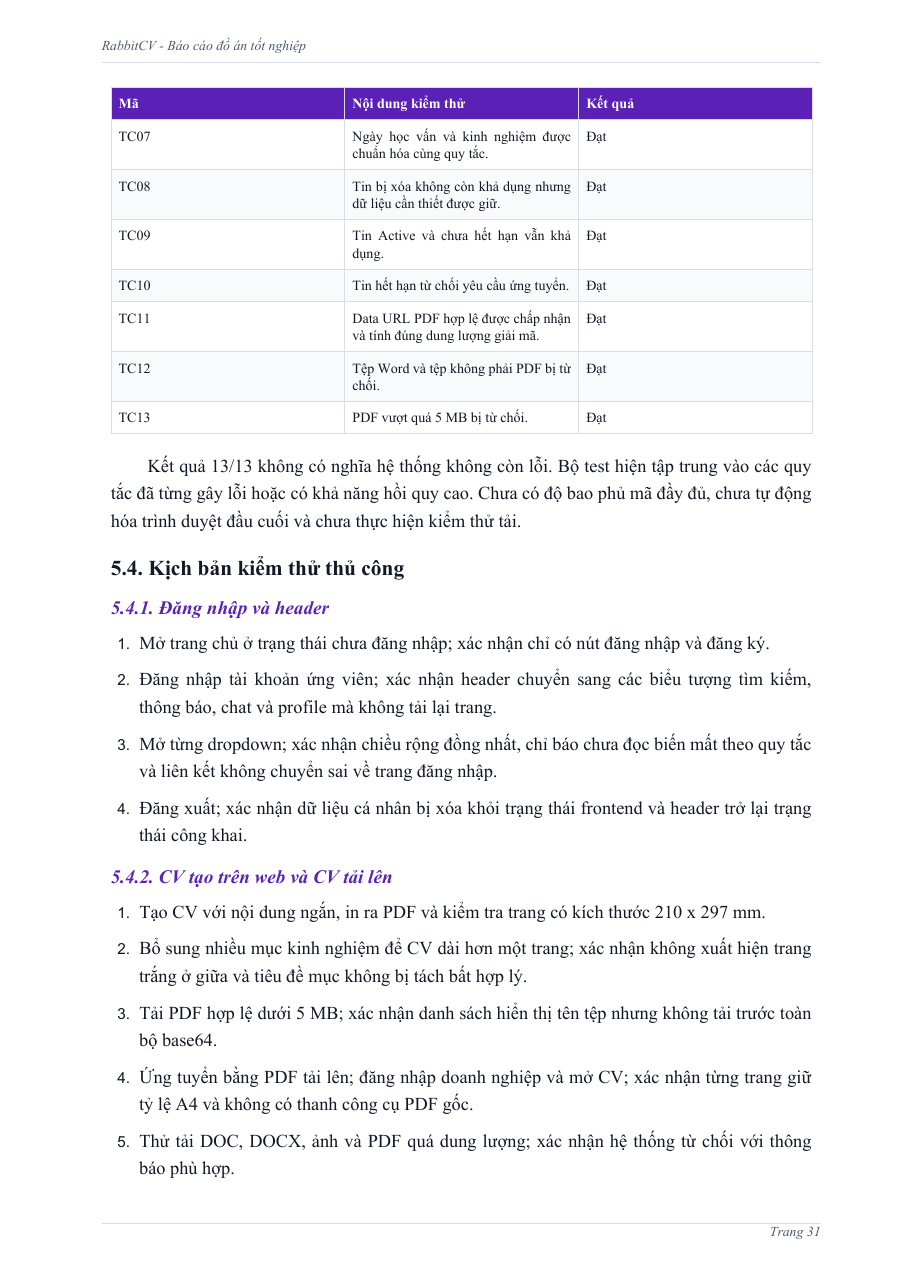 RabbitCV - Báo cáo đồ án tốt nghiệp
Mã Nội dung kiểm thử Kết quả
TC07 Ngày học vấn và kinh nghiệm được Đạt
chuẩn hóa cùng quy tắc.
TC08 Tin bị xóa không còn khả dụng nhưng Đạt
dữ liệu cần thiết được giữ.
TC09 Tin Active và chưa hết hạn vẫn khả Đạt
dụng.
TC10 Tin hết hạn từ chối yêu cầu ứng tuyển. Đạt
TC11 Data URL PDF hợp lệ được chấp nhận Đạt
và tính đúng dung lượng giải mã.
TC12 Tệp Word và tệp không phải PDF bị từ Đạt
chối.
TC13 PDF vượt quá 5 MB bị từ chối. Đạt
Kết quả 13/13 không có nghĩa hệ thống không còn lỗi. Bộ test hiện tập trung vào các quy
tắc đã từng gây lỗi hoặc có khả năng hồi quy cao. Chưa có độ bao phủ mã đầy đủ, chưa tự động
hóa trình duyệt đầu cuối và chưa thực hiện kiểm thử tải.
5.4. Kịch bản kiểm thử thủ công
5.4.1. Đăng nhập và header
1. Mở trang chủ ở trạng thái chưa đăng nhập; xác nhận chỉ có nút đăng nhập và đăng ký.
2. Đăng nhập tài khoản ứng viên; xác nhận header chuyển sang các biểu tượng tìm kiếm,
thông báo, chat và profile mà không tải lại trang.
3. Mở từng dropdown; xác nhận chiều rộng đồng nhất, chỉ báo chưa đọc biến mất theo quy tắc
và liên kết không chuyển sai về trang đăng nhập.
4. Đăng xuất; xác nhận dữ liệu cá nhân bị xóa khỏi trạng thái frontend và header trở lại trạng
thái công khai.
5.4.2. CV tạo trên web và CV tải lên
1. Tạo CV với nội dung ngắn, in ra PDF và kiểm tra trang có kích thước 210 x 297 mm.
2. Bổ sung nhiều mục kinh nghiệm để CV dài hơn một trang; xác nhận không xuất hiện trang
trắng ở giữa và tiêu đề mục không bị tách bất hợp lý.
3. Tải PDF hợp lệ dưới 5 MB; xác nhận danh sách hiển thị tên tệp nhưng không tải trước toàn
bộ base64.
4. Ứng tuyển bằng PDF tải lên; đăng nhập doanh nghiệp và mở CV; xác nhận từng trang giữ
tỷ lệ A4 và không có thanh công cụ PDF gốc.
5. Thử tải DOC, DOCX, ảnh và PDF quá dung lượng; xác nhận hệ thống từ chối với thông
báo phù hợp.
Trang 31